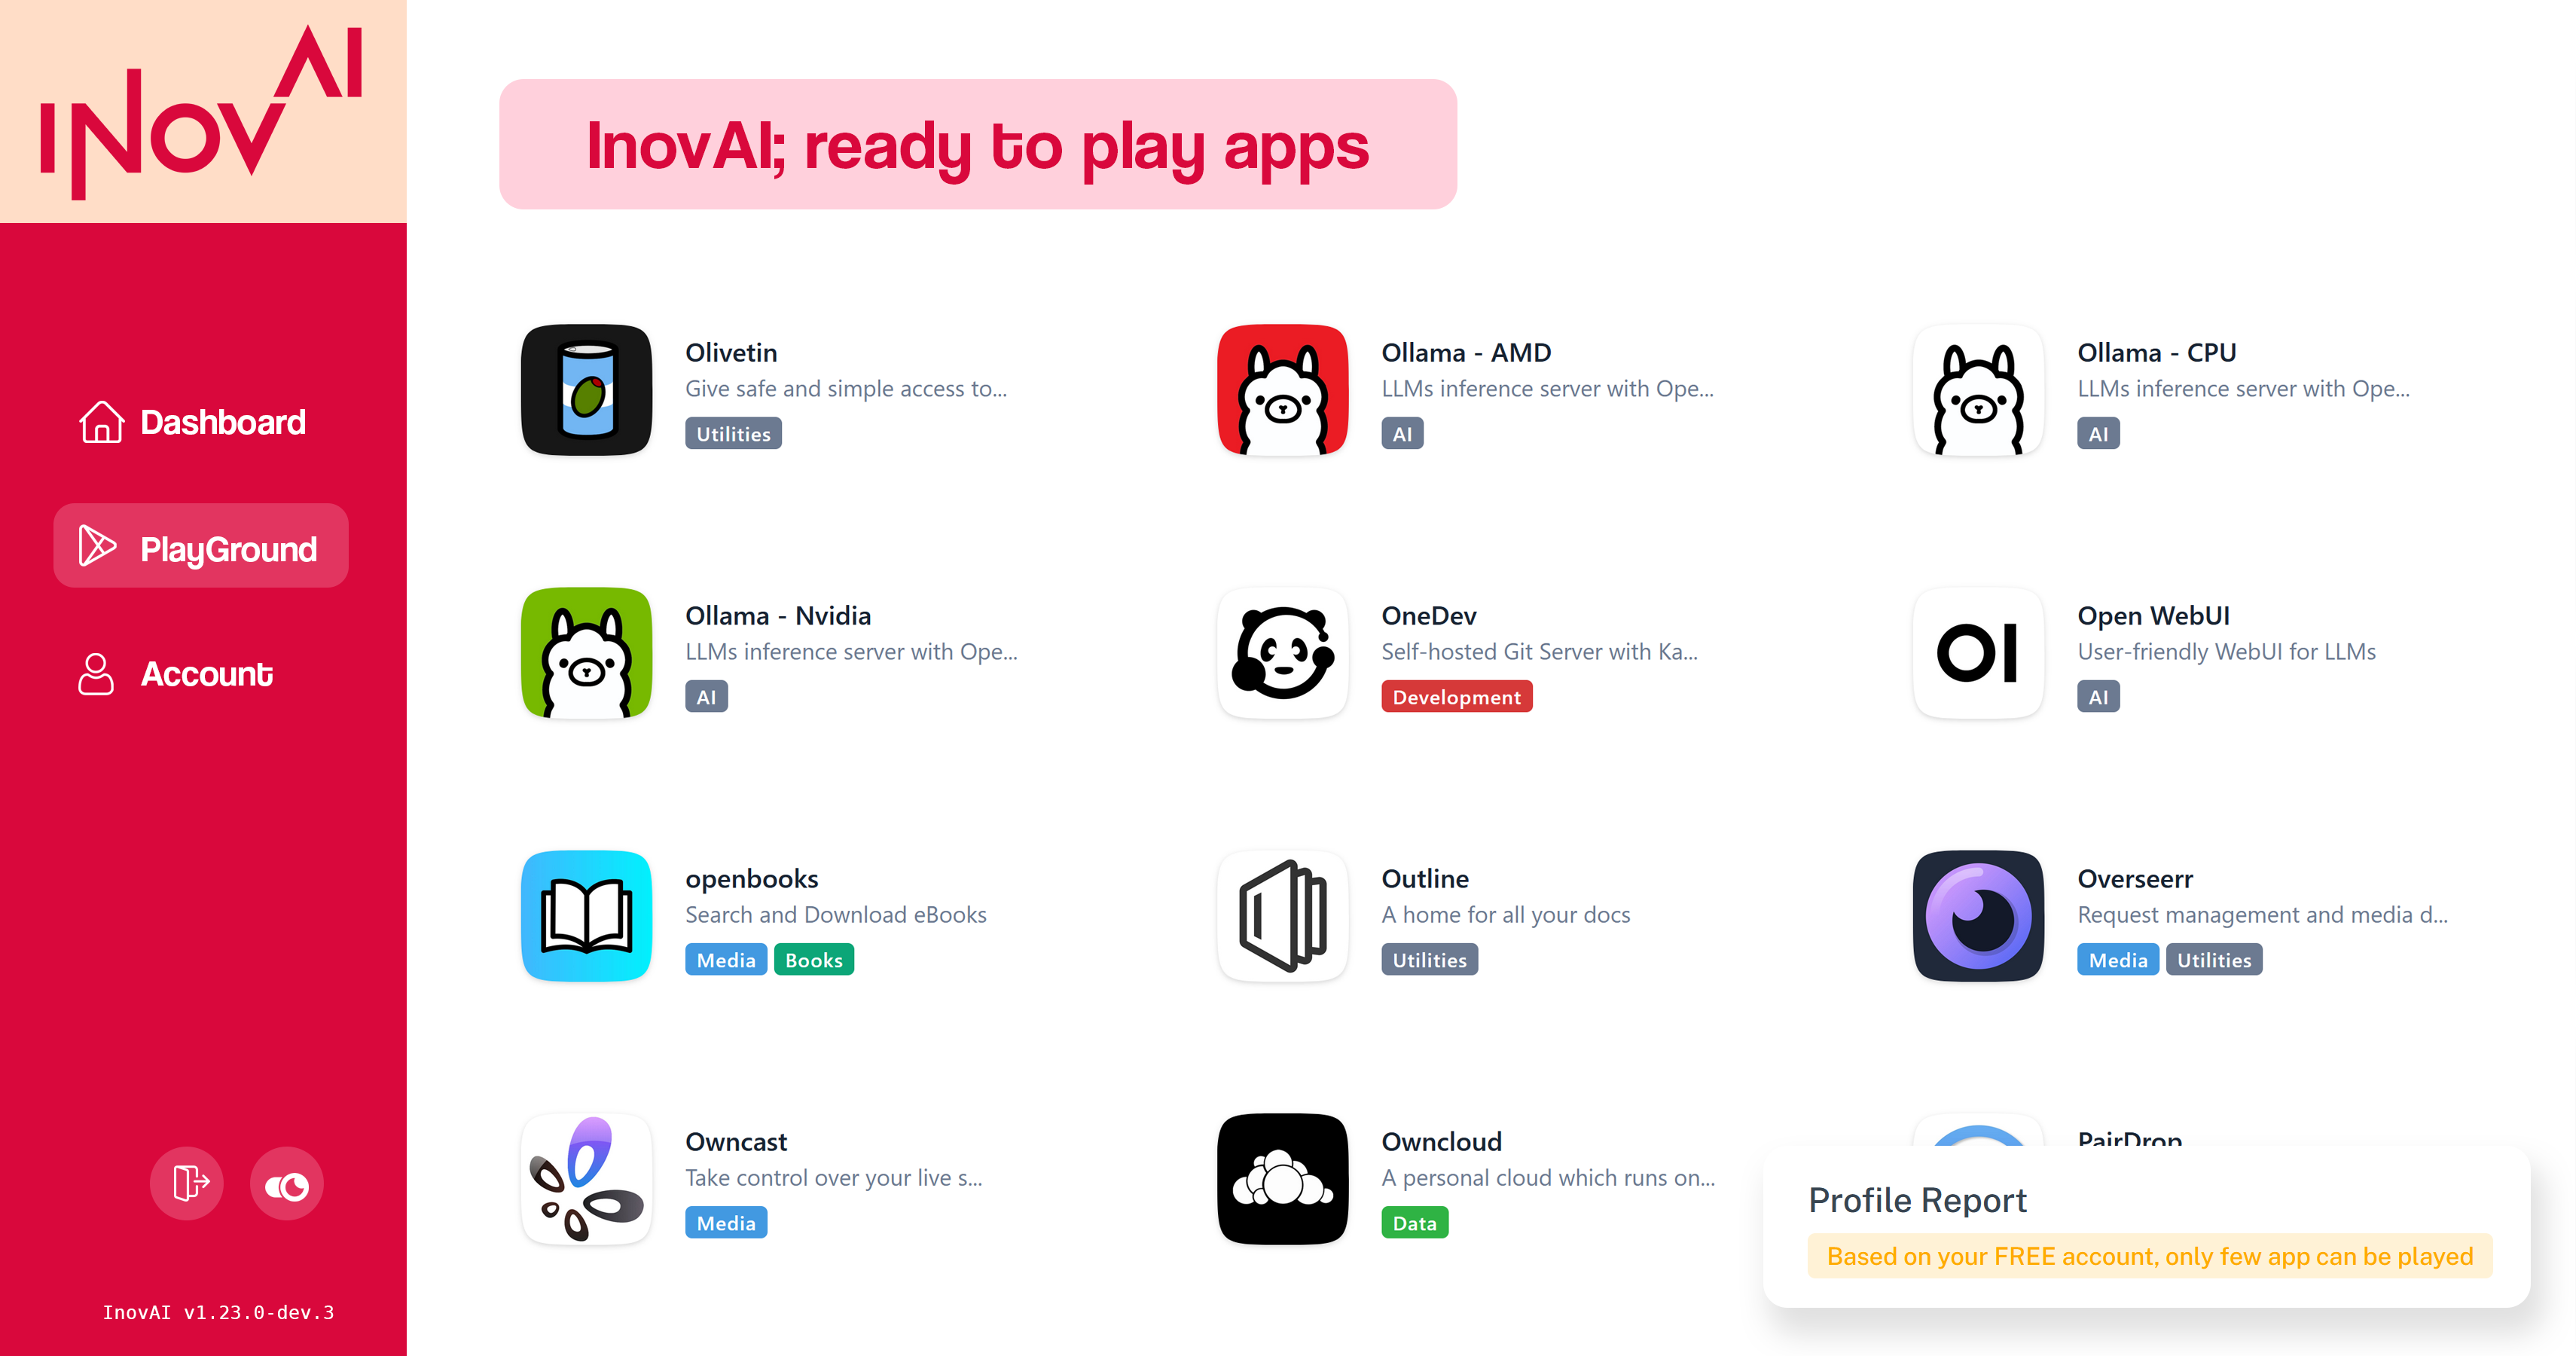 INOVAI
InovAI; ready to play apps
Dashboard
PlayGround
Account
InovAI v1.23.0-dev.3
Olivetin
Give safe and simple access to...
Utilities
Ollama - AMD
LLMs inference server with Ope...
AI
Ollama - CPU
LLMs inference server with Ope...
AI
Ollama - Nvidia
LLMs inference server with Ope...
AI
OneDev
Self-hosted Git Server with Ka...
Development
OI
Open WebUI
User-friendly WebUI for LLMs
AI
openbooks
Search and Download eBooks
Media Books
Outline
A home for all your docs
Utilities
Overseerr
Request management and media d...
Media Utilities
Owncast
Take control over your live s...
Media
Owncloud
A personal cloud which runs on...
Data
PairDrop
Profile Report
Based on your FREE account, only few app can be played